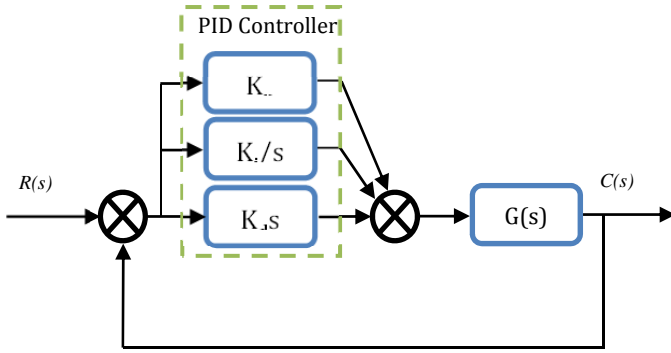 PID Controller
K
K /s
R(s)
C(s)
K s
G(s)